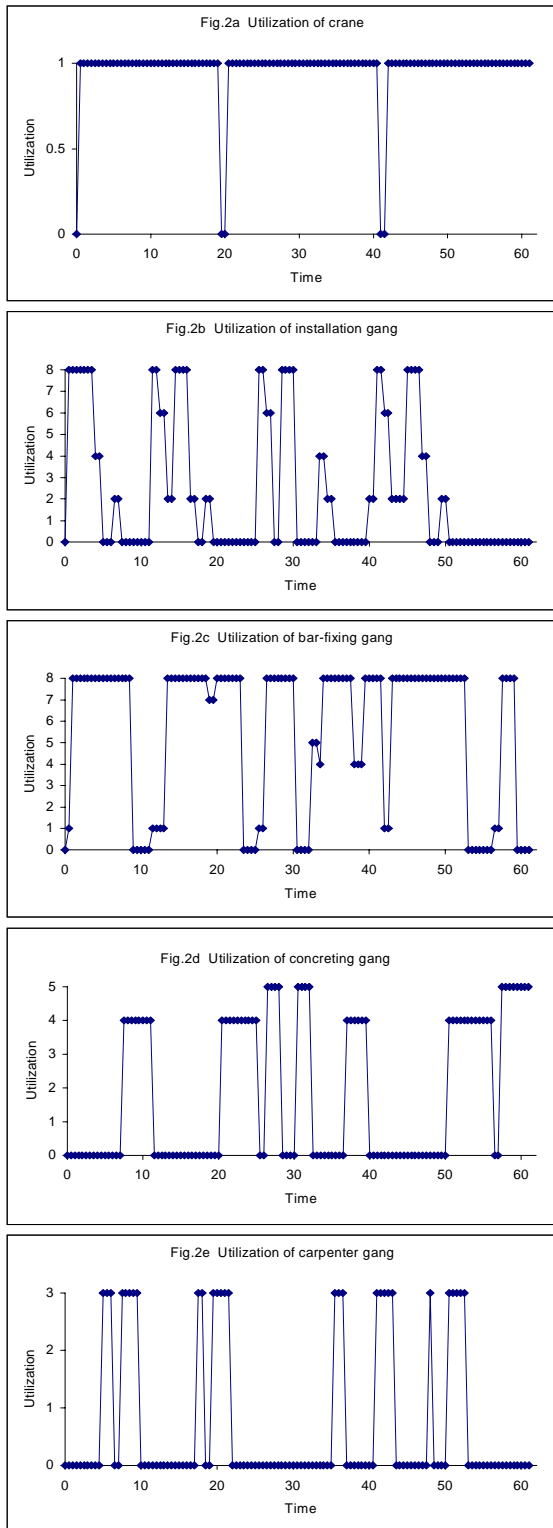 Fig.2a Utilization of crane
1
0.5
0
Utilization
0 10 20 30 40 50 60
Time
Fig.2b Utilization of installation gang
8
7
6
5
4
3
2
1
0
Utilization
0 10 20 30 40 50 60
Time
Fig.2c Utilization of bar-fixing gang
8
7
6
5
4
3
2
1
0
Utilization
0 10 20 30 40 50 60
Time
Fig.2d Utilization of concreting gang
5
4
3
2
1
0
Utilization
0 10 20 30 40 50 60
Time
Fig.2e Utilization of carpenter gang
3
2
1
0
Utilization
0 10 20 30 40 50 60
Time